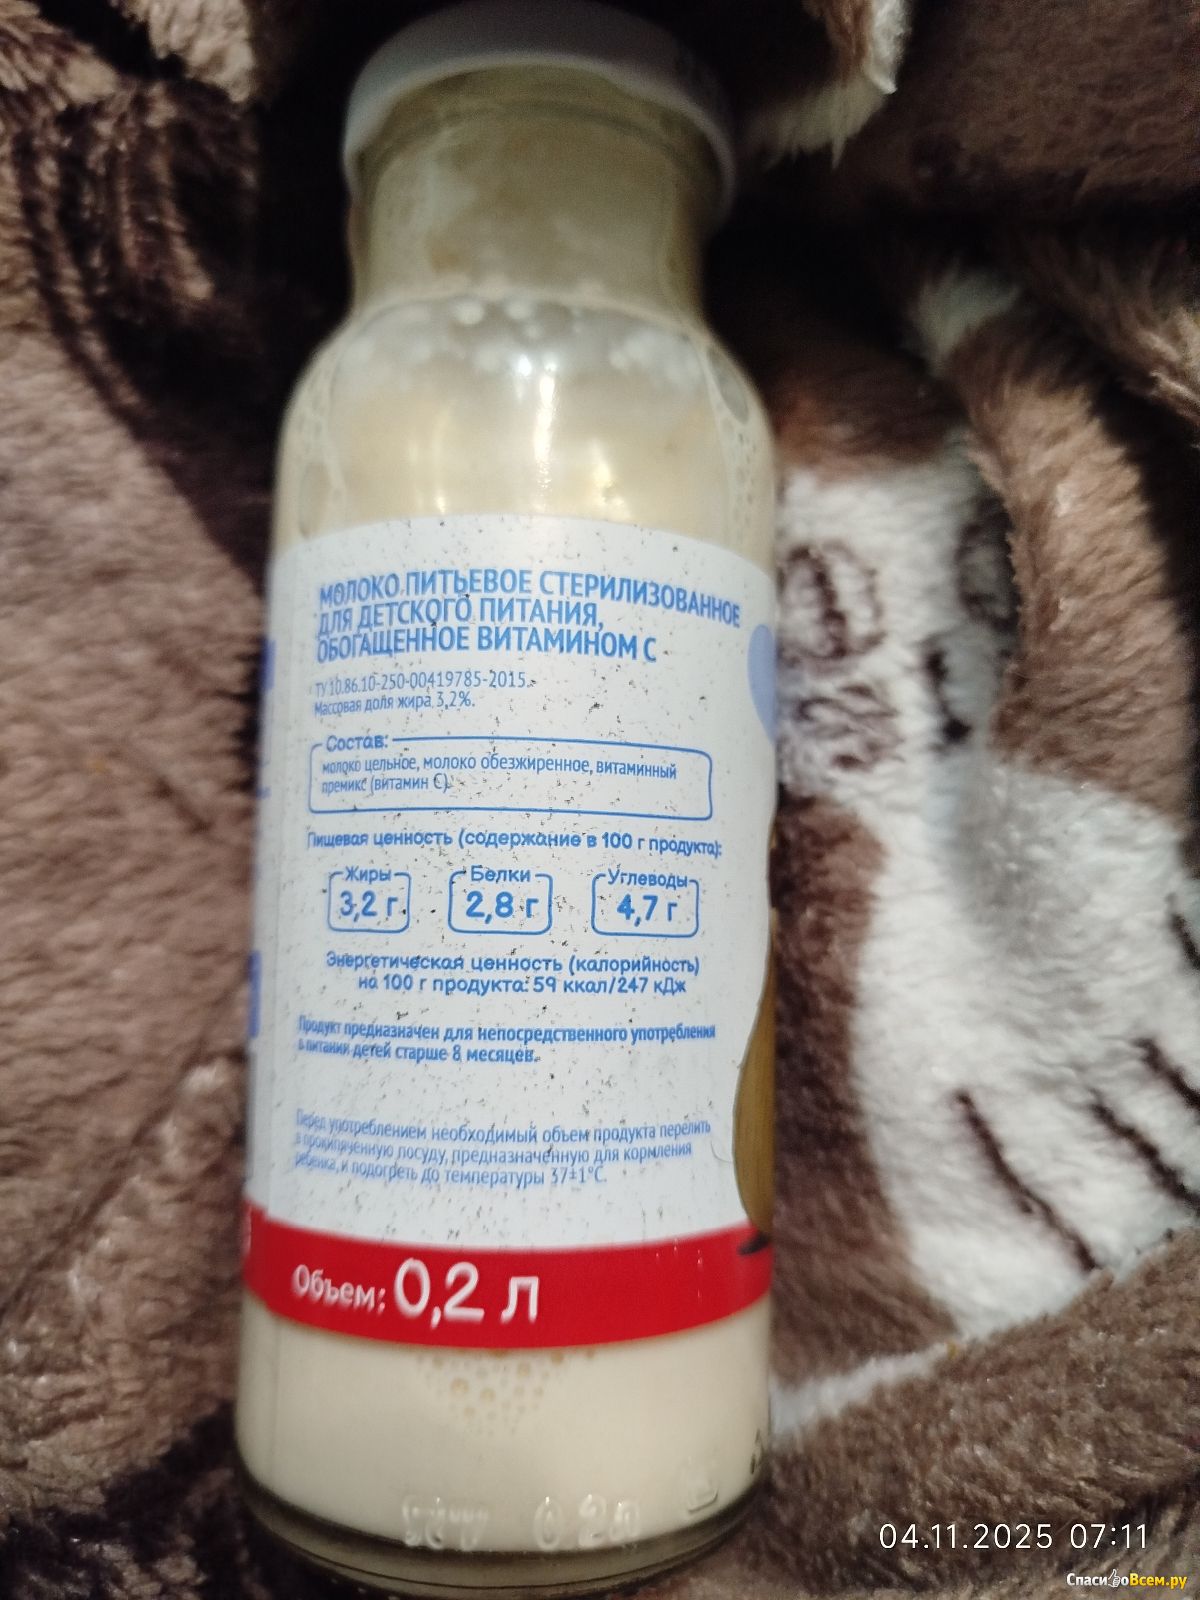 МОЛОКО ПИТЬЕВОЕ СТЕРИЛИЗОВАННОЕ
ДЛЯ ДЕТСКОГО ПИТАНИЯ,
ОБОГАЩЕННОЕ ВИТАМИНОМ С
ТУ 10.86.10-250-00419785-2015.
Массовая доля жира 3,2%.
Состав:
молоко цельное, молоко обезжиренное, витаминный
премикс (витамин С).
Пищевая ценность (содержание в 100 г продукта):
Жиры Белки Углеводы
3,2 г 2,8 г 4,7 г
Энергетическая ценность (калорийность)
на 100 г продукта: 59 ккал/247 кДж
Продукт предназначен для непосредственного употребления
в питании детей старше 8 месяцев.
Перед употреблением необходимый объем продукта перелить
в прокипяченную посуду, предназначенную для кормления
ребенка, и подогреть до температуры 37±1°С.
Объем: 0,2 л
0.2л
04.11.2025 07:11
СпасибоВсем.ру